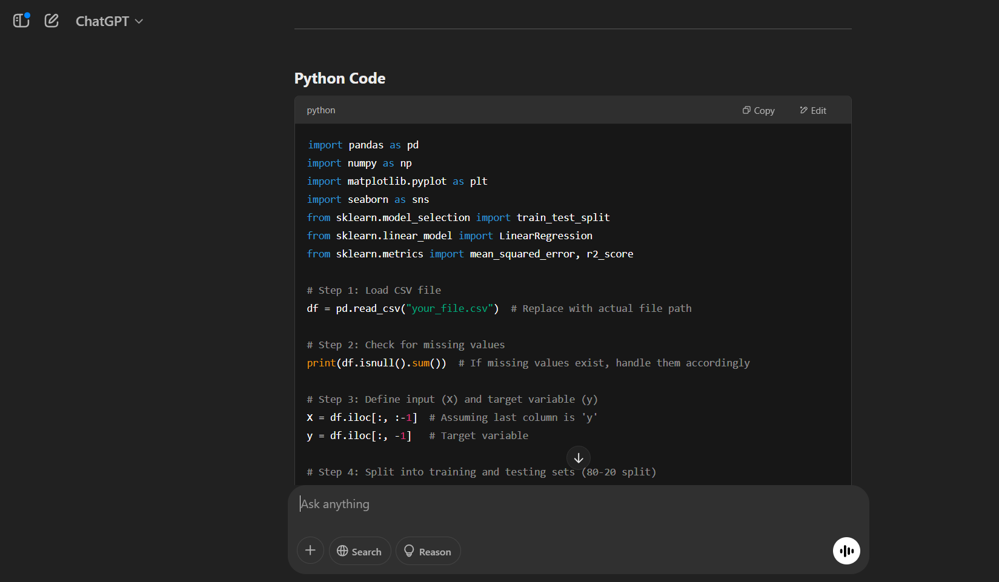 ChatGPT
Python Code
python
Copy
Edit
import pandas as pd
import numpy as np
import matplotlib.pyplot as plt
import seaborn as sns
from sklearn.model_selection import train_test_split
from sklearn.linear_model import LinearRegression
from sklearn.metrics import mean_squared_error, r2_score
# Step 1: Load CSV file
df = pd.read_csv("your_file.csv")  # Replace with actual file path
# Step 2: Check for missing values
print(df.isnull().sum())  # If missing values exist, handle them accordingly
# Step 3: Define input (X) and target variable (y)
X = df.iloc[:, :-1]  # Assuming last column is 'y'
y = df.iloc[:, -1]   # Target variable
# Step 4: Split into training and testing sets (80-20 split)
Ask anything
Search
Reason